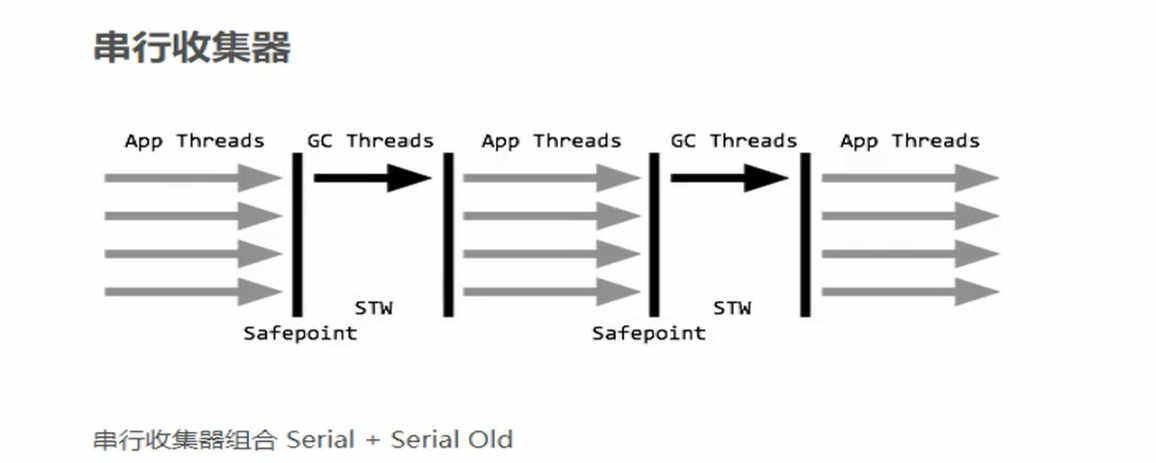 串行收集器
App Threads GC Threads App Threads GC Threads App Threads
STW STW
Safepoint Safepoint
串行收集器组合 Serial + Serial Old